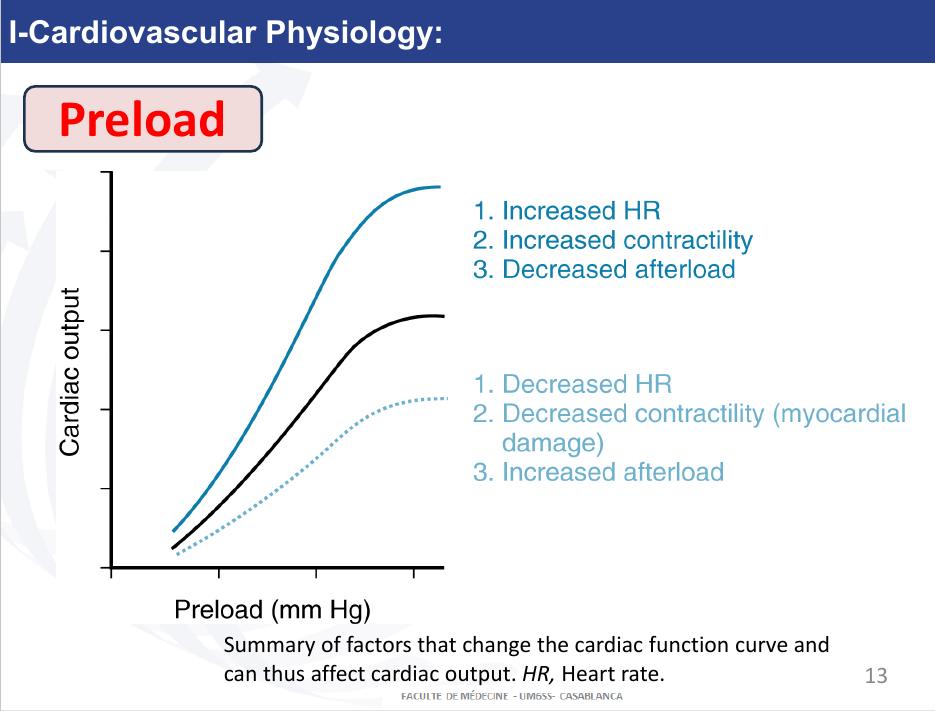 I-Cardiovascular Physiology:
Preload
Cardiac output
1. Increased HR
2. Increased contractility
3. Decreased afterload
1. Decreased HR
2. Decreased contractility (myocardial
damage)
3. Increased afterload
Preload (mm Hg)
Summary of factors that change the cardiac function curve and
can thus affect cardiac output. HR, Heart rate.
13
FACULTE DE MÉDECINE - UM6SS- CASABLANCA